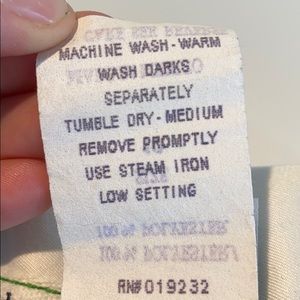 MACHINE WASH-WARM
WASH DARKS
SEPARATELY
TUMBLE DRY-MEDIUM
REMOVE PROMPTLY
USE STEAM IRON
LOW SETTING
RN# 019232